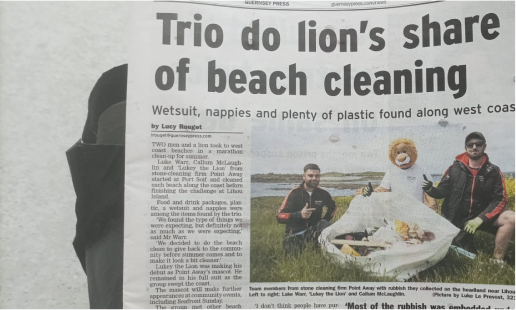 GUERNSEY PRESS
guernseypress.com/news
Trio do lion's share
of beach cleaning
Wetsuit, nappies and plenty of plastic found along west coas
by Lucy Rouget
lrouget@guernseypress.com
TWO men and a lion took to west
coast beaches in a marathon
clean-up for summer.
Luke Warr, Callum McLaugh-
lin and 'Lukey the Lion' from
stone-cleaning firm Point Away
started at Port Soif and cleaned
each beach along the coast before
finishing the challenge at Lihou
Island.
Food and drink packages, plas-
tic, a wetsuit and nappies were
among the items found by the trio.
'We found the type of things we
were expecting, but definitely not
as much as we were expecting,'
said Mr Warr.
'We decided to do the beach
clean to give back to the commu-
nity before summer comes and to
make it look a bit cleaner.'
Lukey the Lion was making his
debut as Point Away's mascot. He
remained in his full suit as the
group swept the coast.
The mascot will make further
appearances at community events,
including Seafront Sunday.
The group met other beach
Team members from stone cleaning firm Point Away with rubbish they collected on the headland near Lihou
Left to right: Luke Warr, 'Lukey the Lion' and Callum McLaughlin.
(Picture by Luke Le Prevost, 32
'I don't think people have pur-
'Most of the rubbish was embedded